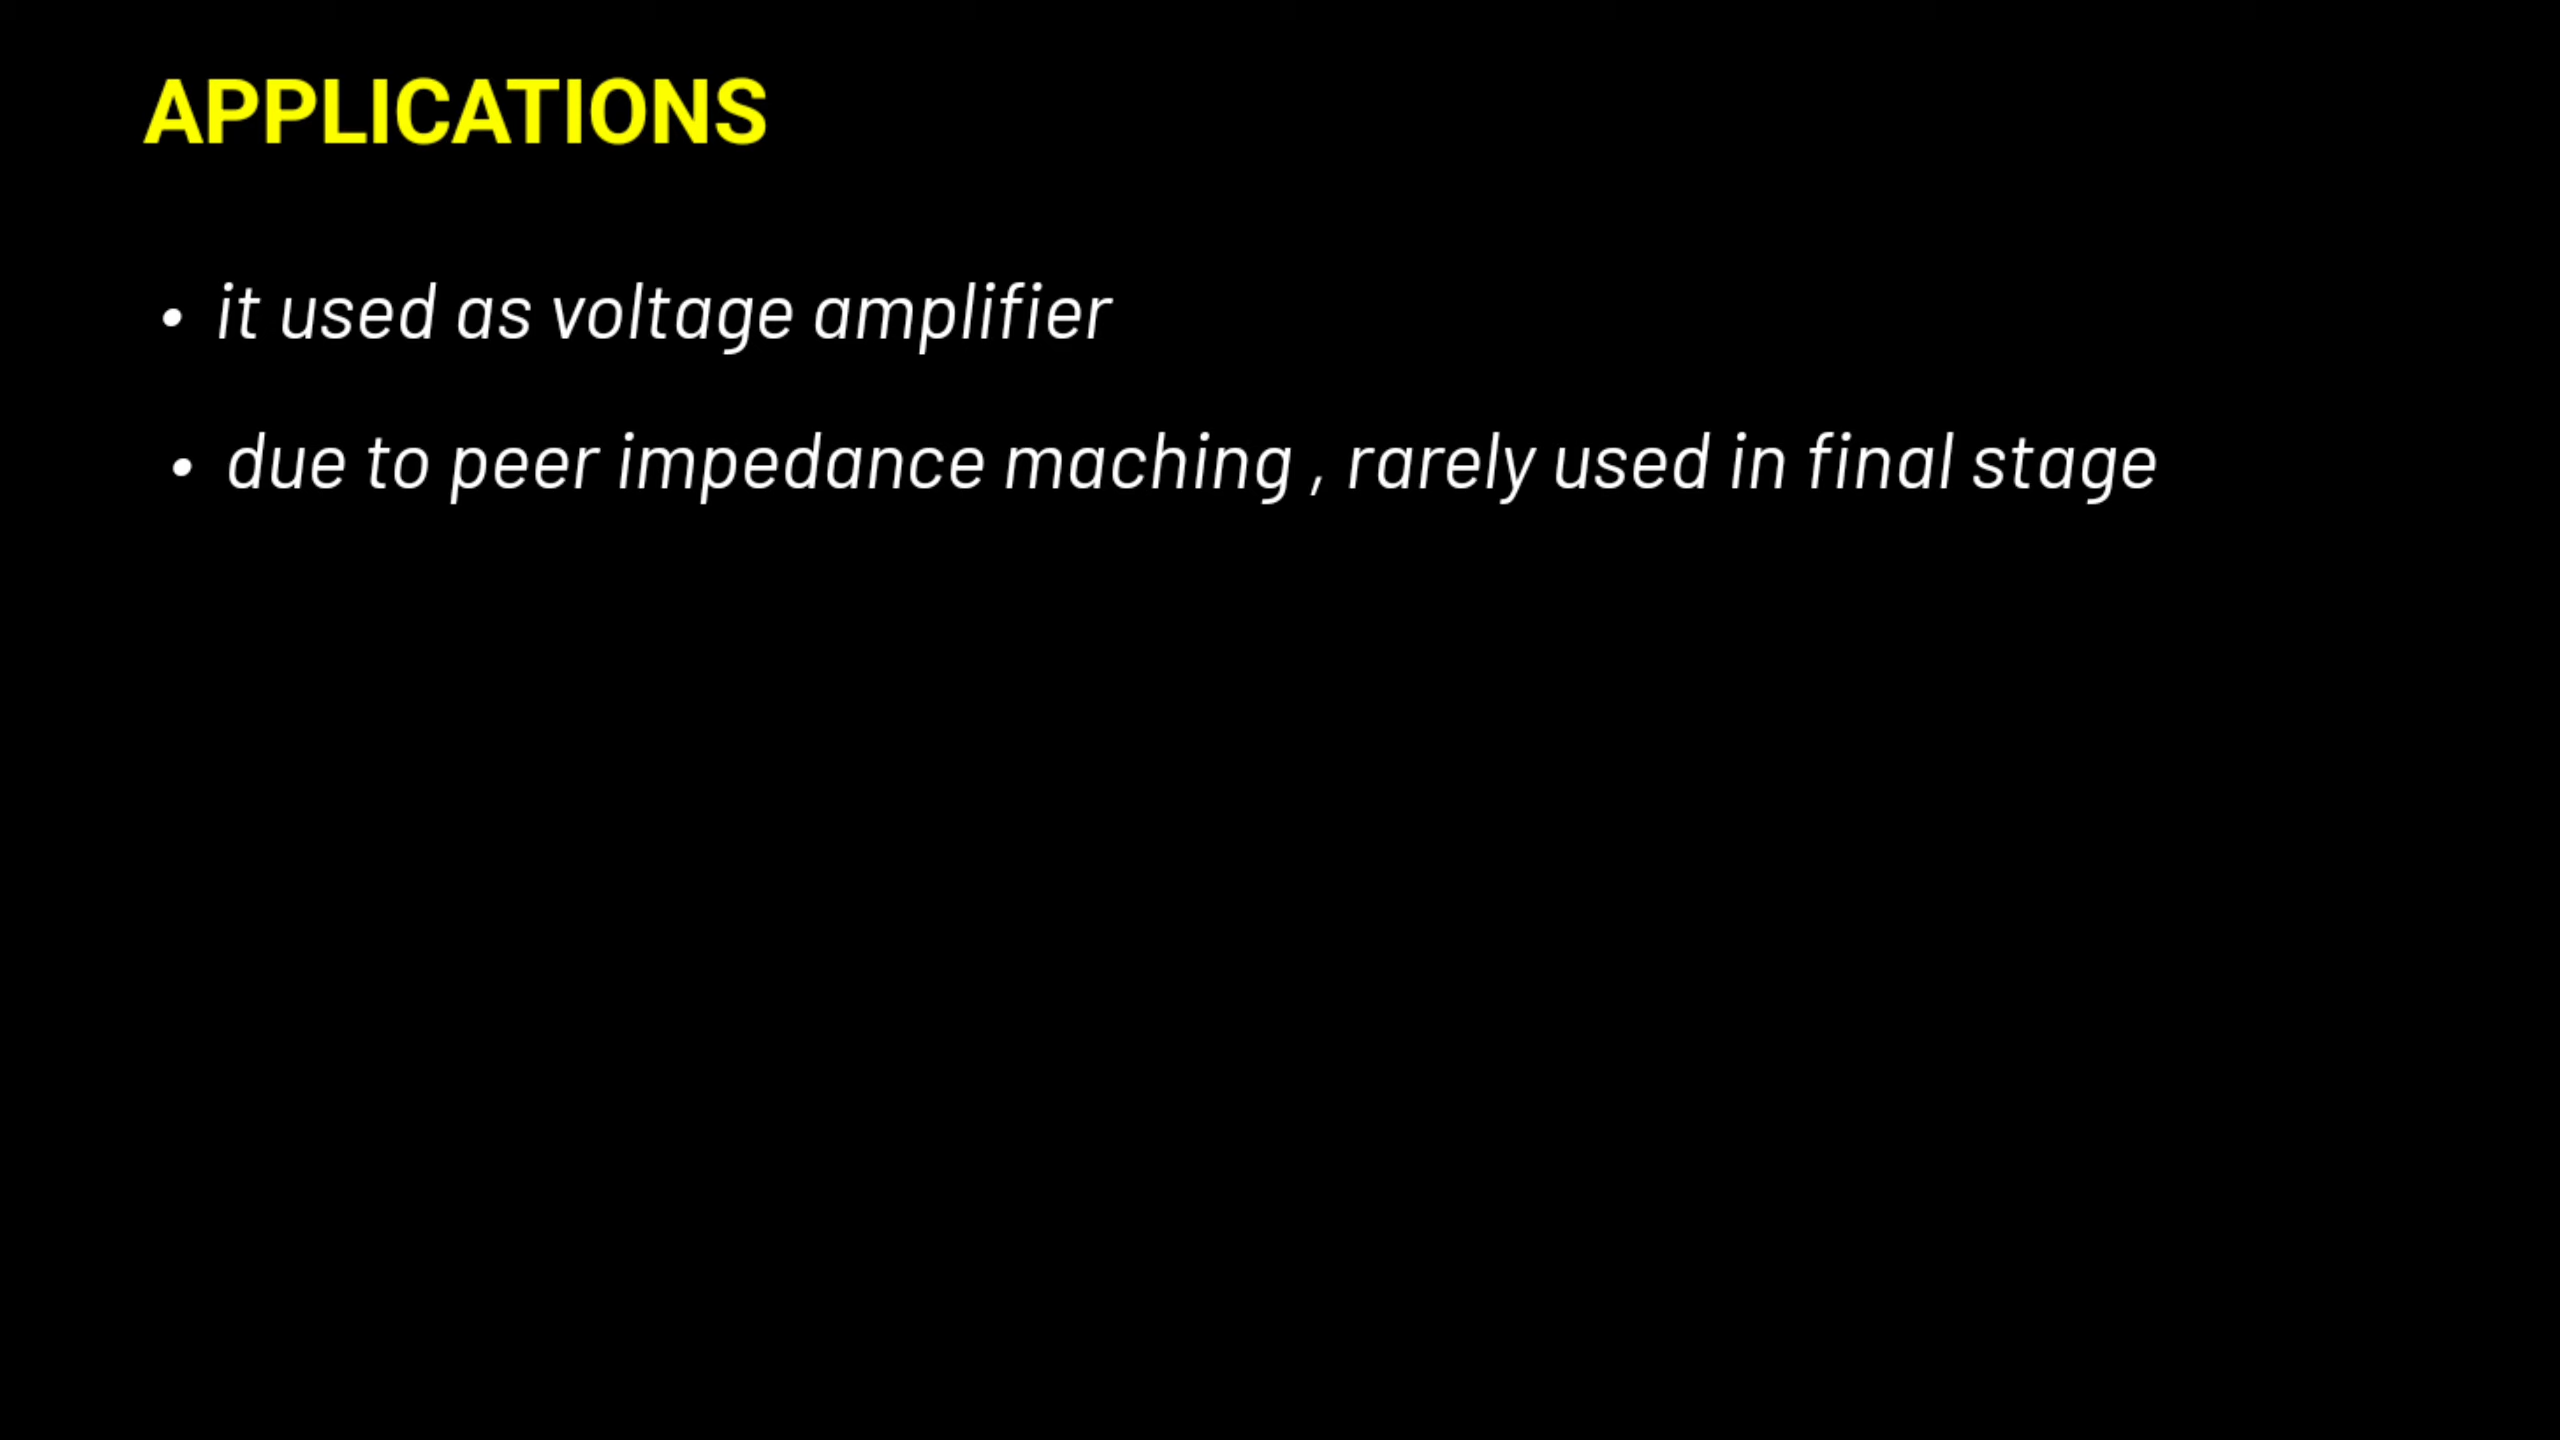 APPLICATIONS
• it used as voltage amplifier
• due to peer impedance maching , rarely used in final stage